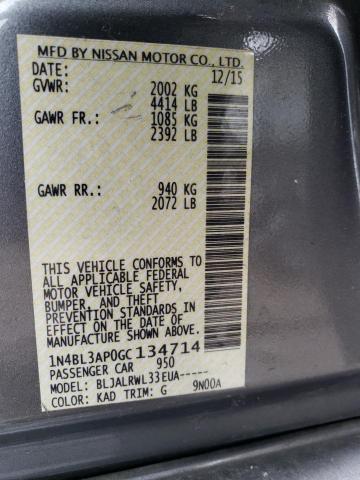 MFD BY NISSAN MOTOR CO., LTD.
DATE: 12/15
GVWR: 2002 KG
4414 LB
GAWR FR: 1085 KG
2392 LB
GAWR RR: 940 KG
2072 LB
THIS VEHICLE CONFORMS TO
ALL APPLICABLE FEDERAL
MOTOR VEHICLE SAFETY,
BUMPER, AND THEFT
PREVENTION STANDARDS
IN EFFECT ON THE DATE OF
MANUFACTURE SHOWN ABOVE.
1N4BL3AP0GC134714
PASSENGER CAR 950
MODEL: BLJALRWL33EUA-----
COLOR: KAD TRIM: G 9N00A